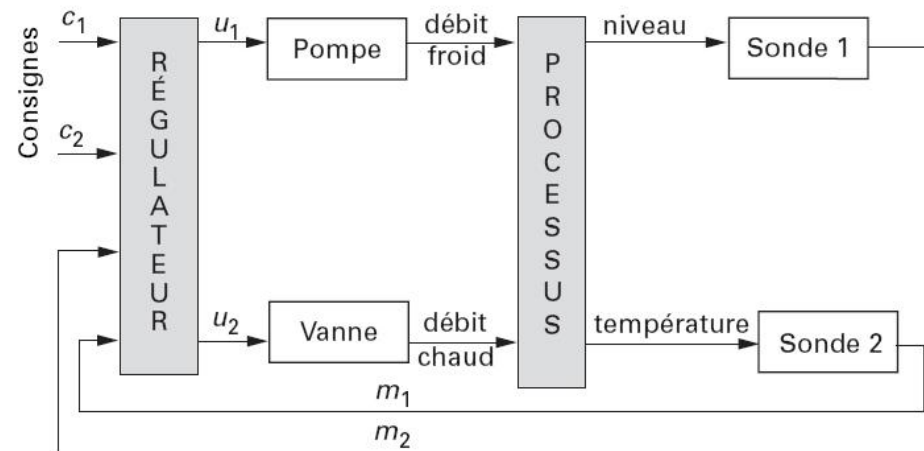 Consignes
c1
c2
RÉGULATEUR
u1
Pompe
débit
froid
PROCESSUS
niveau
Sonde 1
u2
Vanne
débit
chaud
température
Sonde 2
m1
m2